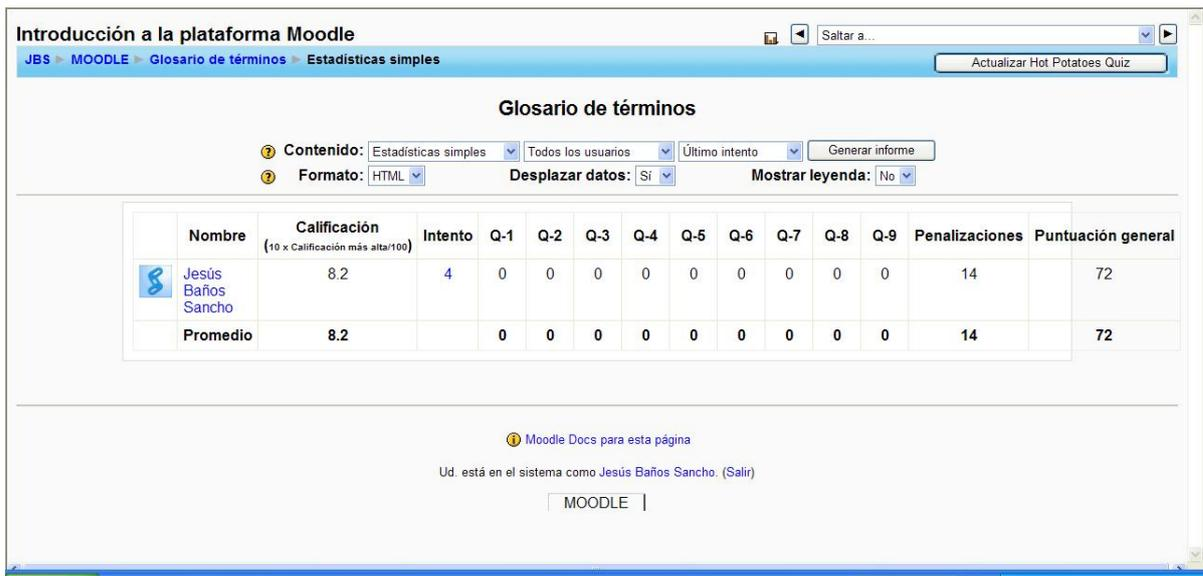 Introducción a la plataforma Moodle
Saltar a...
JBS ► MOODLE ► Glosario de términos ► Estadísticas simples
Actualizar Hot Potatoes Quiz
Glosario de términos
Contenido: Estadísticas simples Todos los usuarios Último intento Generar informe
Formato: HTML Desplazar datos: Sí Mostrar leyenda: No
Nombre Calificación Intento Q-1 Q-2 Q-3 Q-4 Q-5 Q-6 Q-7 Q-8 Q-9 Penalizaciones Puntuación general
(10 x Calificación más alta/100)
Jesús Baños Sancho 8.2 4 0 0 0 0 0 0 0 0 0 14 72
Promedio 8.2 0 0 0 0 0 0 0 0 0 14 72
Moodle Docs para esta página
Ud. está en el sistema como Jesús Baños Sancho. (Salir)
MOODLE